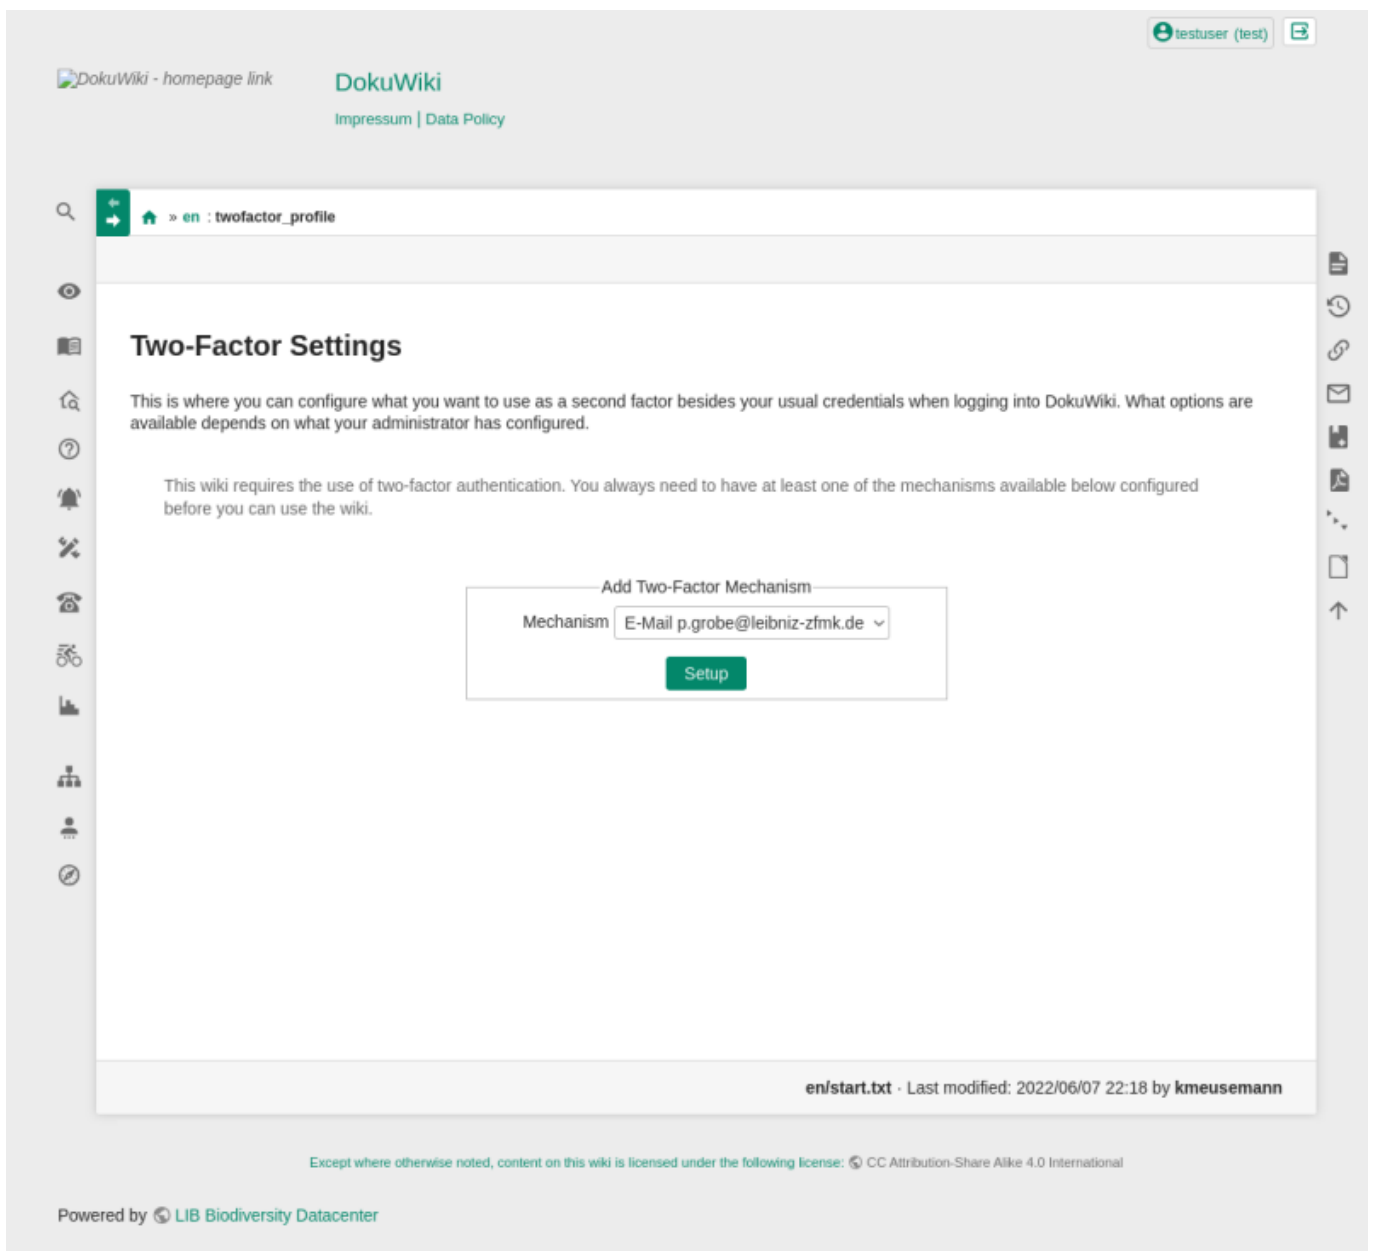 testuser (test)
DokuWiki - homepage link
DokuWiki
Impressum | Data Policy
» en : twofactor_profile
Two-Factor Settings
This is where you can configure what you want to use as a second factor besides your usual credentials when logging into DokuWiki. What options are
available depends on what your administrator has configured.
This wiki requires the use of two-factor authentication. You always need to have at least one of the mechanisms available below configured
before you can use the wiki.
Add Two-Factor Mechanism
Mechanism E-Mail p.grobe@leibniz-zfmk.de
Setup
en/start.txt · Last modified: 2022/06/07 22:18 by kmeusemann
Except where otherwise noted, content on this wiki is licensed under the following license: CC Attribution-Share Alike 4.0 International
Powered by LIB Biodiversity Datacenter